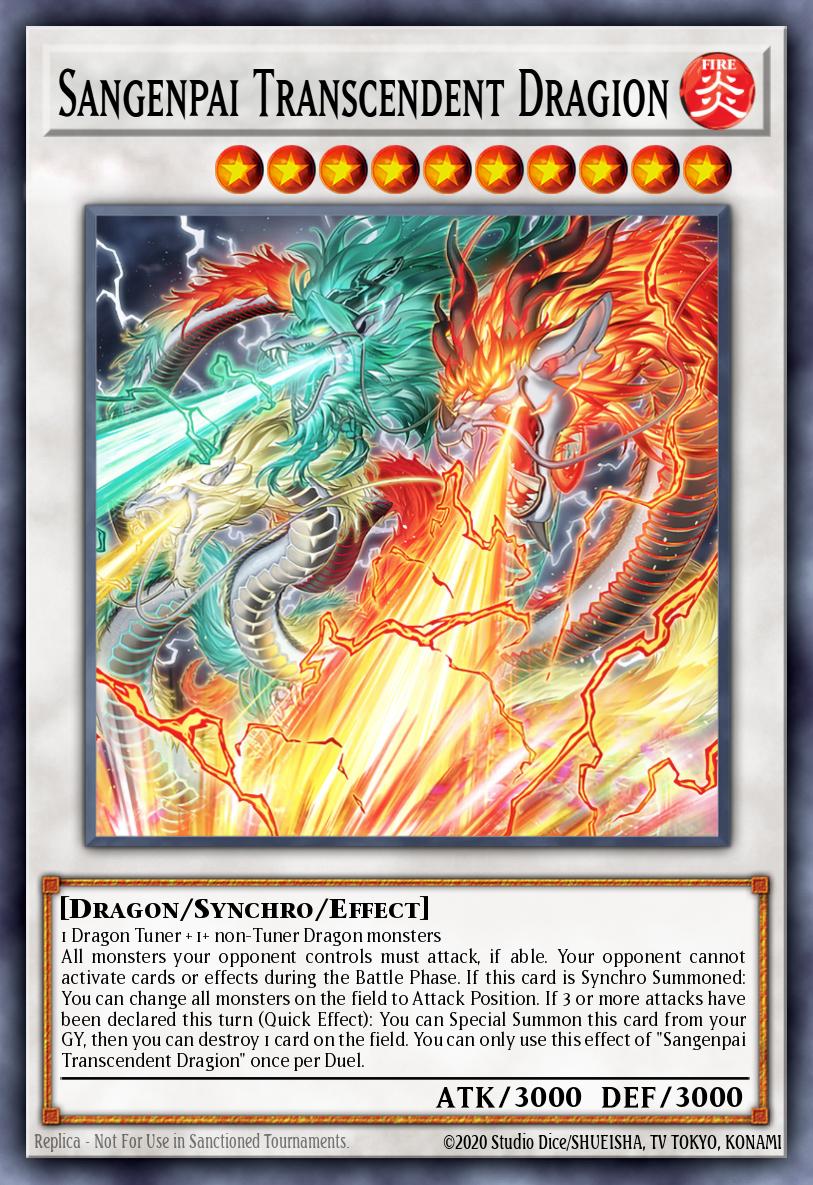 Sangenpai Transcendent Dragion
FIRE
炎
[Dragon/Synchro/Effect]
1 Dragon Tuner + 1+ non-Tuner Dragon monsters
All monsters your opponent controls must attack, if able. Your opponent cannot
activate cards or effects during the Battle Phase. If this card is Synchro Summoned:
You can change all monsters on the field to Attack Position. If 3 or more attacks have
been declared this turn (Quick Effect): You can Special Summon this card from your
GY, then you can destroy 1 card on the field. You can only use this effect of "Sangenpai
Transcendent Dragion" once per Duel.
ATK/3000 DEF/3000
Replica - Not For Use in Sanctioned Tournaments.
©2020 Studio Dice/SHUEISHA, TV TOKYO, KONAMI